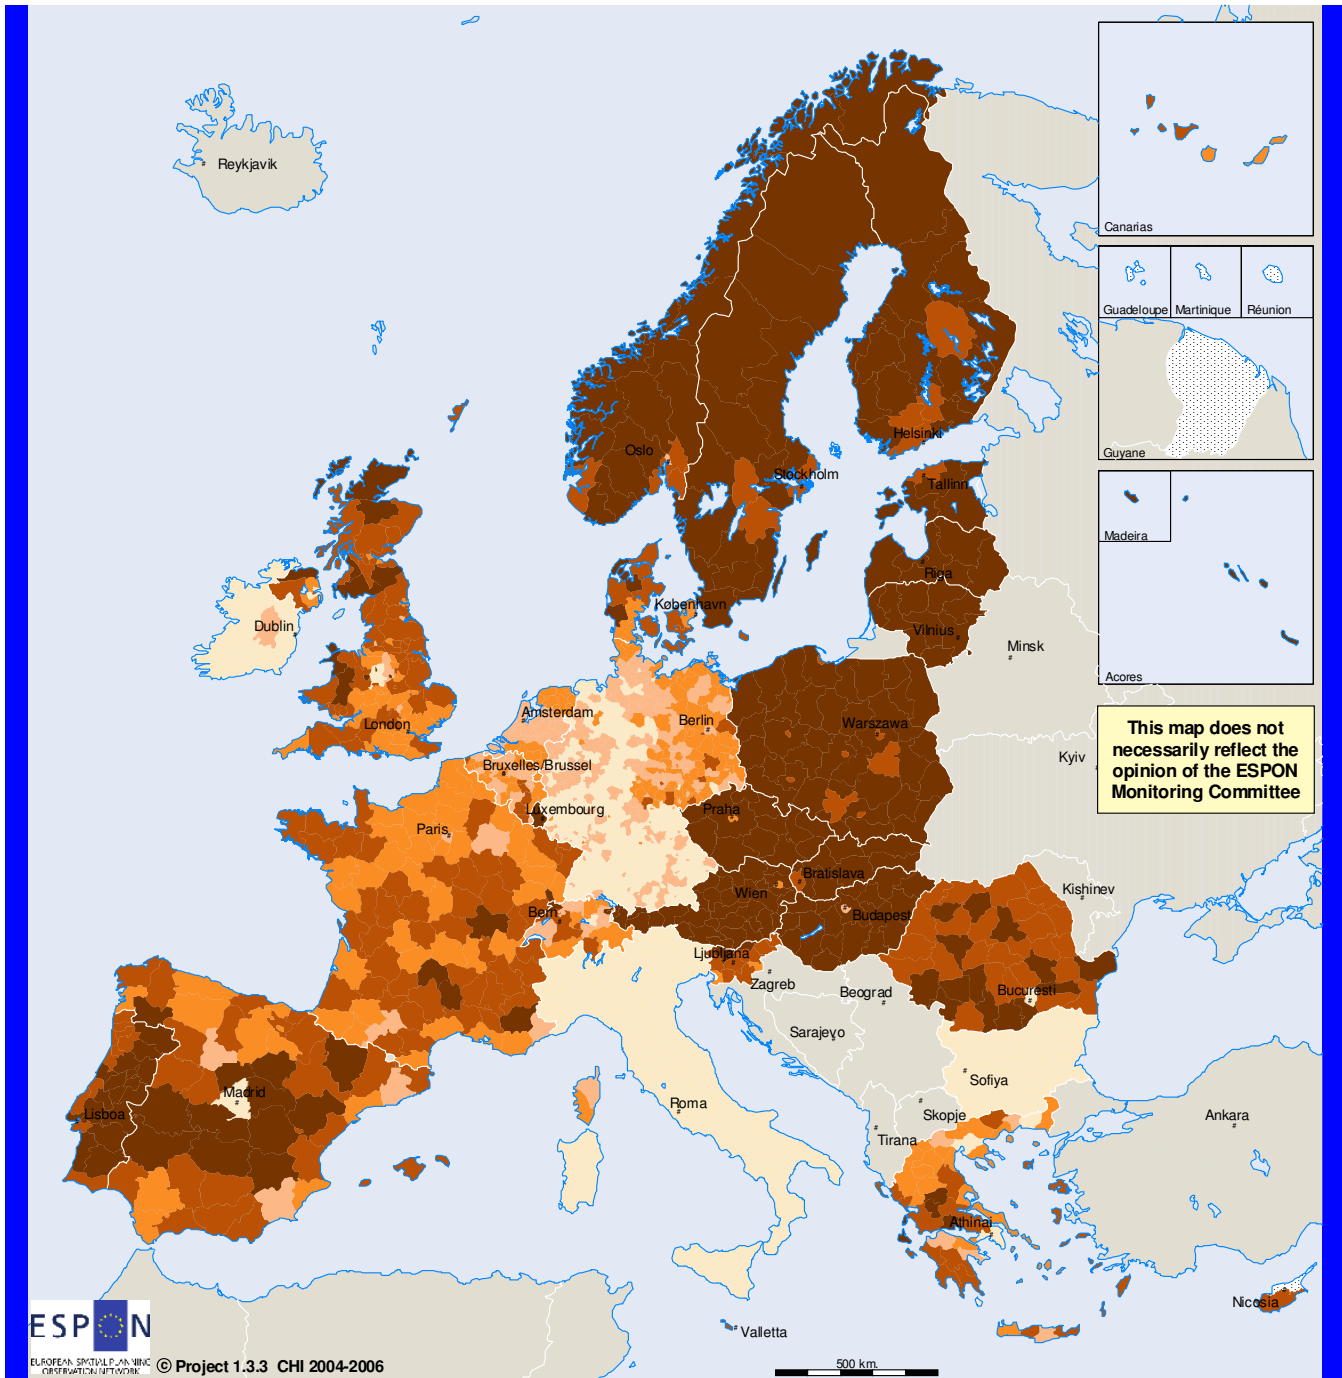 Canarias
Guadeloupe
Martinique
Réunion
Guyane
Madeira
Acores
This map does not
necessarily reflect the
opinion of the ESPON
Monitoring Committee
Reykjavik
Oslo
Helsinki
Stockholm
Tallinn
Riga
København
Vilnius
Dublin
Minsk
London
Amsterdam
Berlin
Warszawa
Kyiv
Bruxelles/Brussel
Luxembourg
Praha
Paris
Bratislava
Wien
Kishinev
Bern
Budapest
Ljubljana
Zagreb
Beograd
Bucuresti
Sarajevo
Sofiya
Madrid
Roma
Skopje
Lisboa
Ankara
Tirana
Athinai
Nicosia
Valletta
ESPON
EUROPEAN SPATIAL PLANNING
OBSERVATION NETWORK
© Project 1.3.3 CHI 2004-2006
500 km.